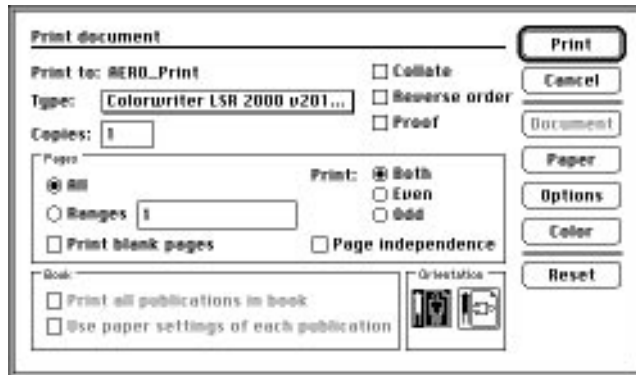 Print document
Print
Print to: AERO_Print
Collate
Cancel
Type: Colorwriter LSR 2000 v201...
Reverse order
Copies: 1
Proof
Document
Pages
Paper
All
Print:
Both
Even
Options
Ranges 1
Odd
Color
Print blank pages
Page independence
Book
Orientation
Reset
Print all publications in book
Use paper settings of each publication